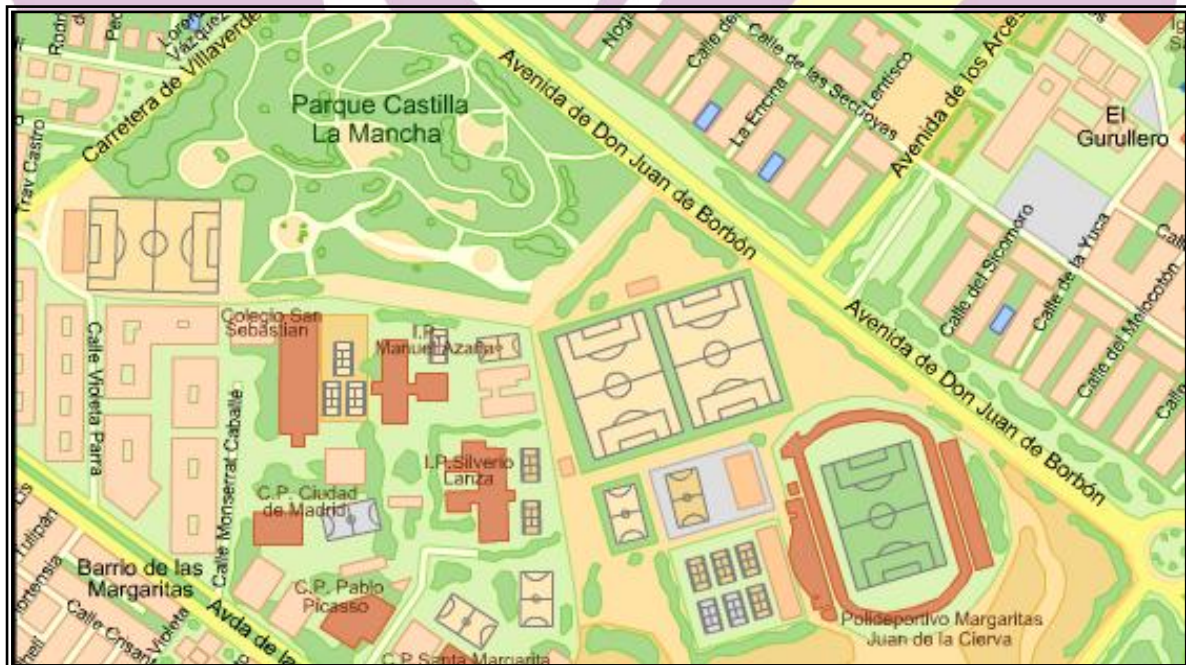 Carretera de Villaverde
Parque Castilla
La Mancha
Avenida de Don Juan de Borbón
Calle de las Secuoyas
Lentisco
La Encina
Avenida de los Arces
El
Gurullero
Trav Castro
Calle del Sicomoro
Calle de la Yuca
Calle del Melocotón
Avenida de Don Juan de Borbón
Colegio San
Sebastian
I.P.
Manuel Azaña
Calle Violeta Parra
Calle Monserrat Caballé
I.P.Silverio
Lanza
C.P. Ciudad
de Madrid
Tulipán
Barrio de las
Margaritas
Violeta
Avda de la
C.P. Pablo
Picasso
C.P Santa Margarita
Polideportivo Margaritas
Juan de la Cierva